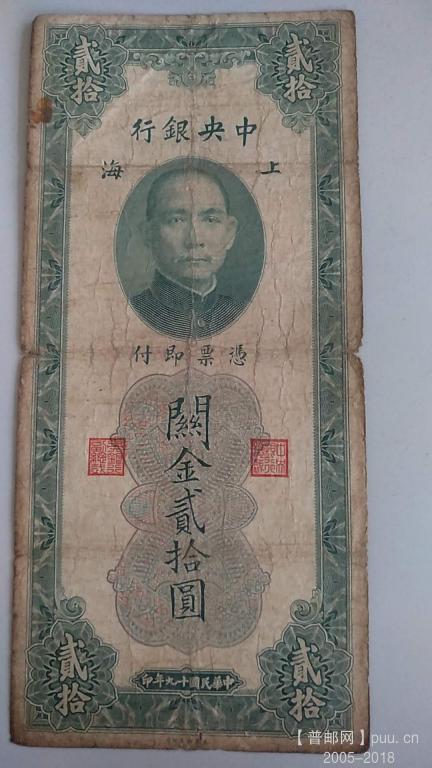 貳拾 貳拾
中央銀行
上海
憑票即付
關金貳拾圓
貳拾 貳拾
中華民國十九年印
【普邮网】puu.cn
2005-2018